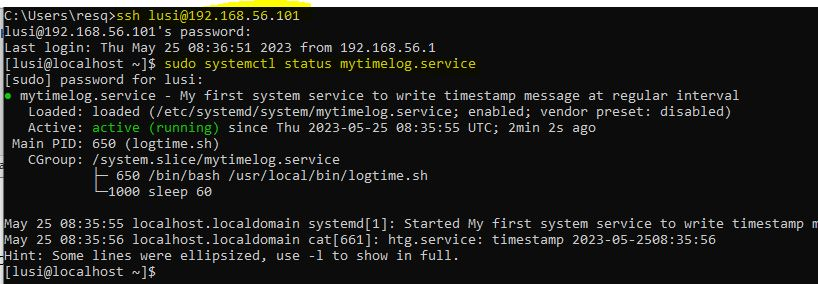 C:\Users\resq>ssh lusi@192.168.56.101
lusi@192.168.56.101's password:
Last login: Thu May 25 08:36:51 2023 from 192.168.56.1
[lusi@localhost ~]$ sudo systemctl status mytimelog.service
[sudo] password for lusi:
● mytimelog.service - My first system service to write timestamp message at regular interval
   Loaded: loaded (/etc/systemd/system/mytimelog.service; enabled; vendor preset: disabled)
   Active: active (running) since Thu 2023-05-25 08:35:55 UTC; 2min 2s ago
 Main PID: 650 (logtime.sh)
   CGroup: /system.slice/mytimelog.service
           ├─ 650 /bin/bash /usr/local/bin/logtime.sh
           └─1000 sleep 60
May 25 08:35:55 localhost.localdomain systemd[1]: Started My first system service to write timestamp m
May 25 08:35:56 localhost.localdomain cat[661]: htg.service: timestamp 2023-05-2508:35:56
Hint: Some lines were ellipsized, use -l to show in full.
[lusi@localhost ~]$